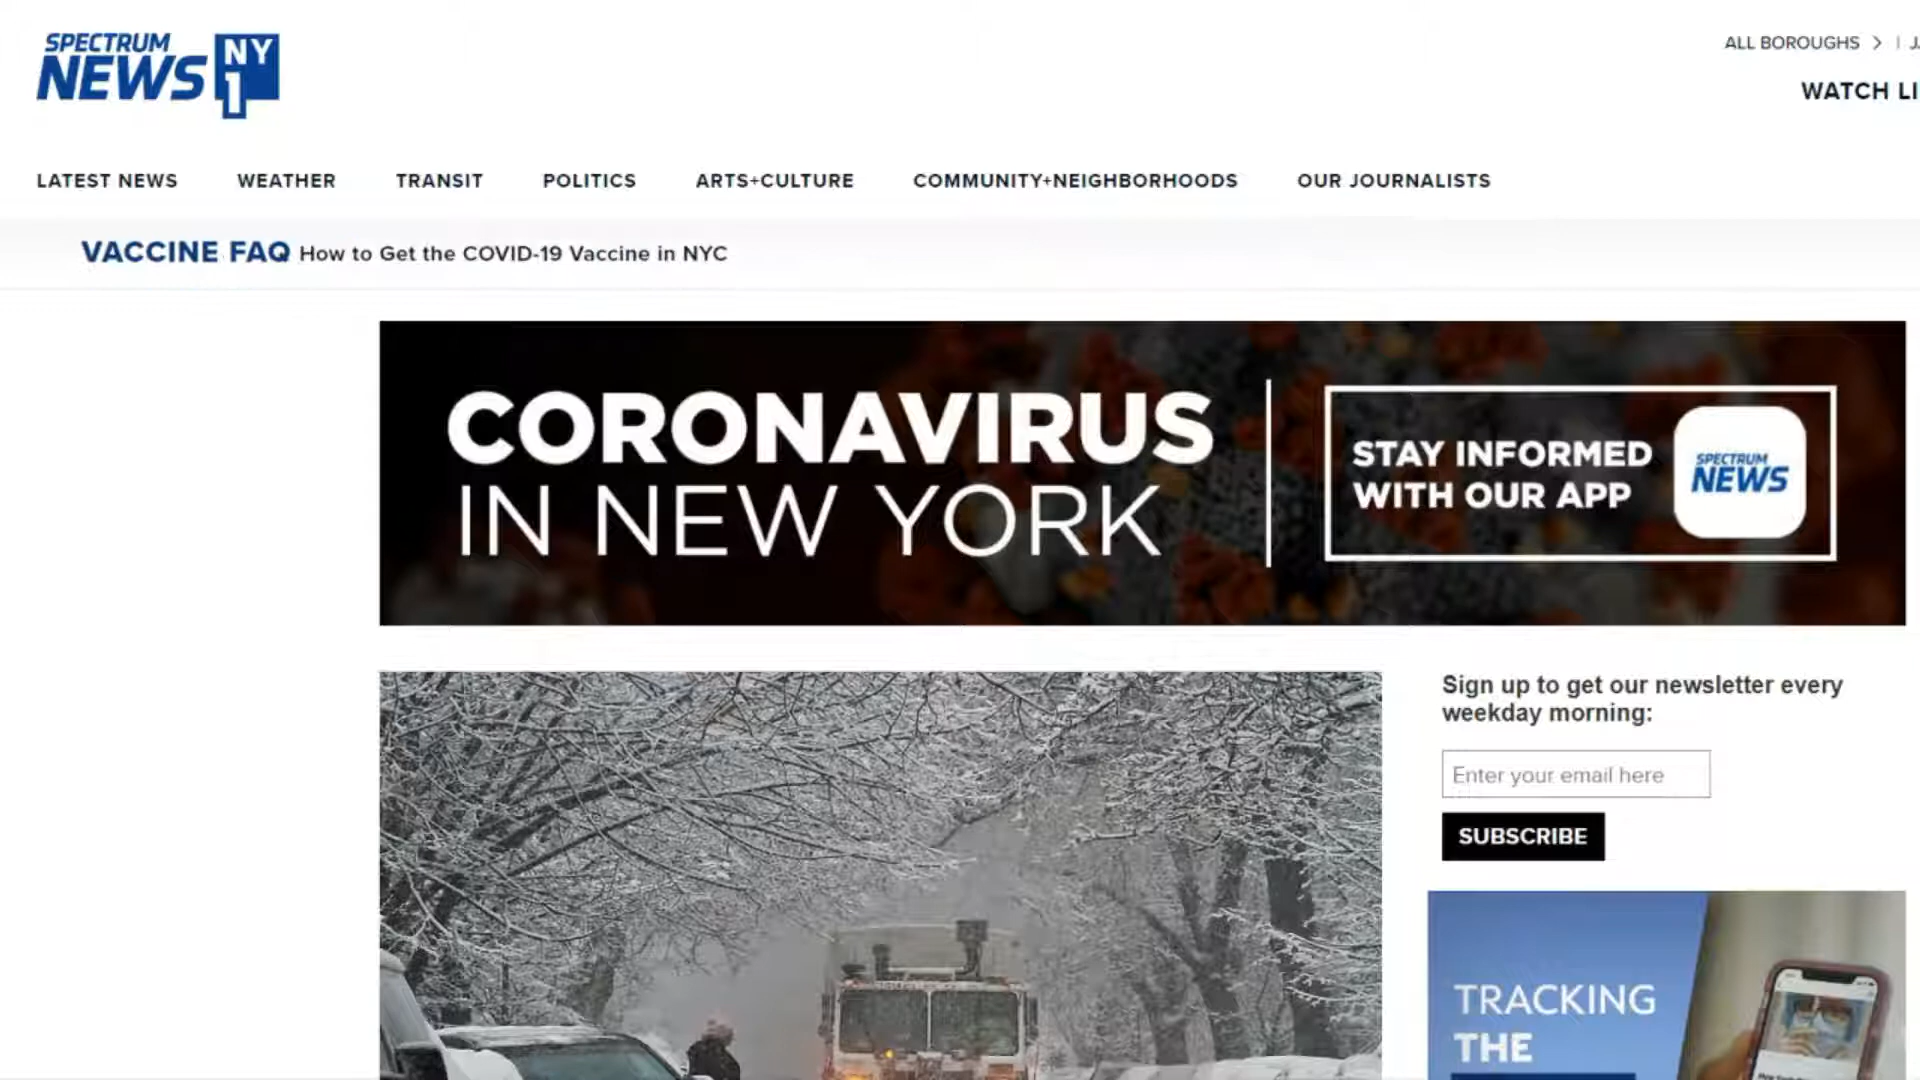 SPECTRUM
NEWS NY
1
ALL BOROUGHS
WATCH LI
LATEST NEWS WEATHER TRANSIT POLITICS ARTS+CULTURE COMMUNITY+NEIGHBORHOODS OUR JOURNALISTS
VACCINE FAQ How to Get the COVID-19 Vaccine in NYC
CORONAVIRUS
IN NEW YORK
STAY INFORMED
WITH OUR APP
SPECTRUM
NEWS
Sign up to get our newsletter every
weekday morning:
Enter your email here
SUBSCRIBE
TRACKING
THE